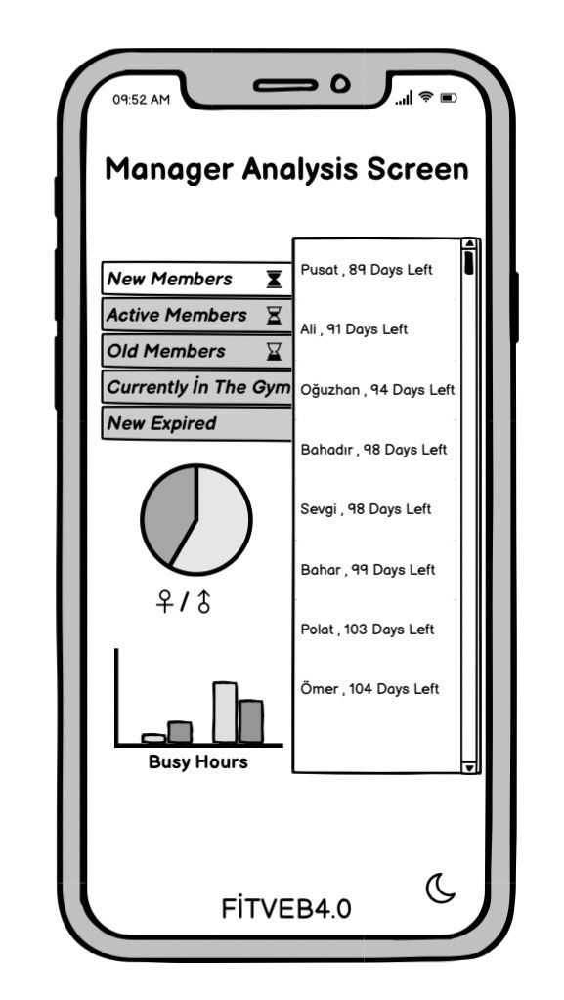 09:52 AM
Manager Analysis Screen
New Members
Active Members
Old Members
Currently İn The Gym
New Expired
Pusat , 89 Days Left
Ali , 91 Days Left
Oğuzhan , 94 Days Left
Bahadır , 98 Days Left
Sevgi , 98 Days Left
Bahar , 99 Days Left
Polat , 103 Days Left
Ömer , 104 Days Left
♀ / ♂
Busy Hours
FİTVEB4.0